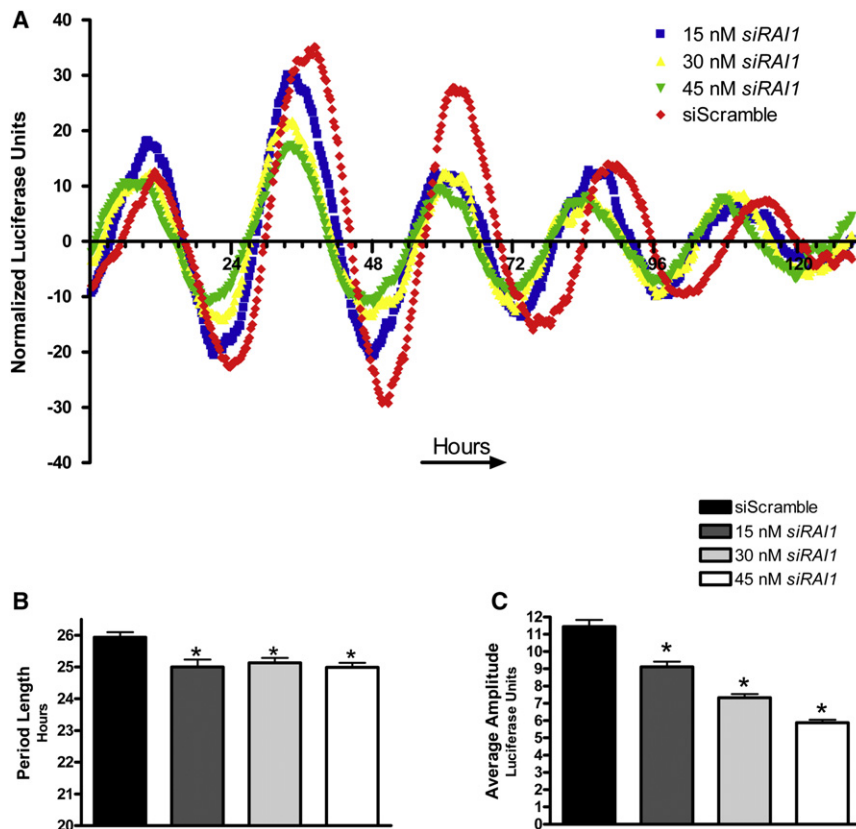 A
40
30
20
10
0
-10
-20
-30
-40
Normalized Luciferase Units
15 nM siRAI1
30 nM siRAI1
45 nM siRAI1
siScramble
24
48
72
96
120
Hours
siScramble
15 nM siRAI1
30 nM siRAI1
45 nM siRAI1
B
Period Length
Hours
26
25
24
23
22
21
20
* * *
C
Average Amplitude
Luciferase Units
12
11
10
9
8
7
6
5
4
3
2
1
0
* * *